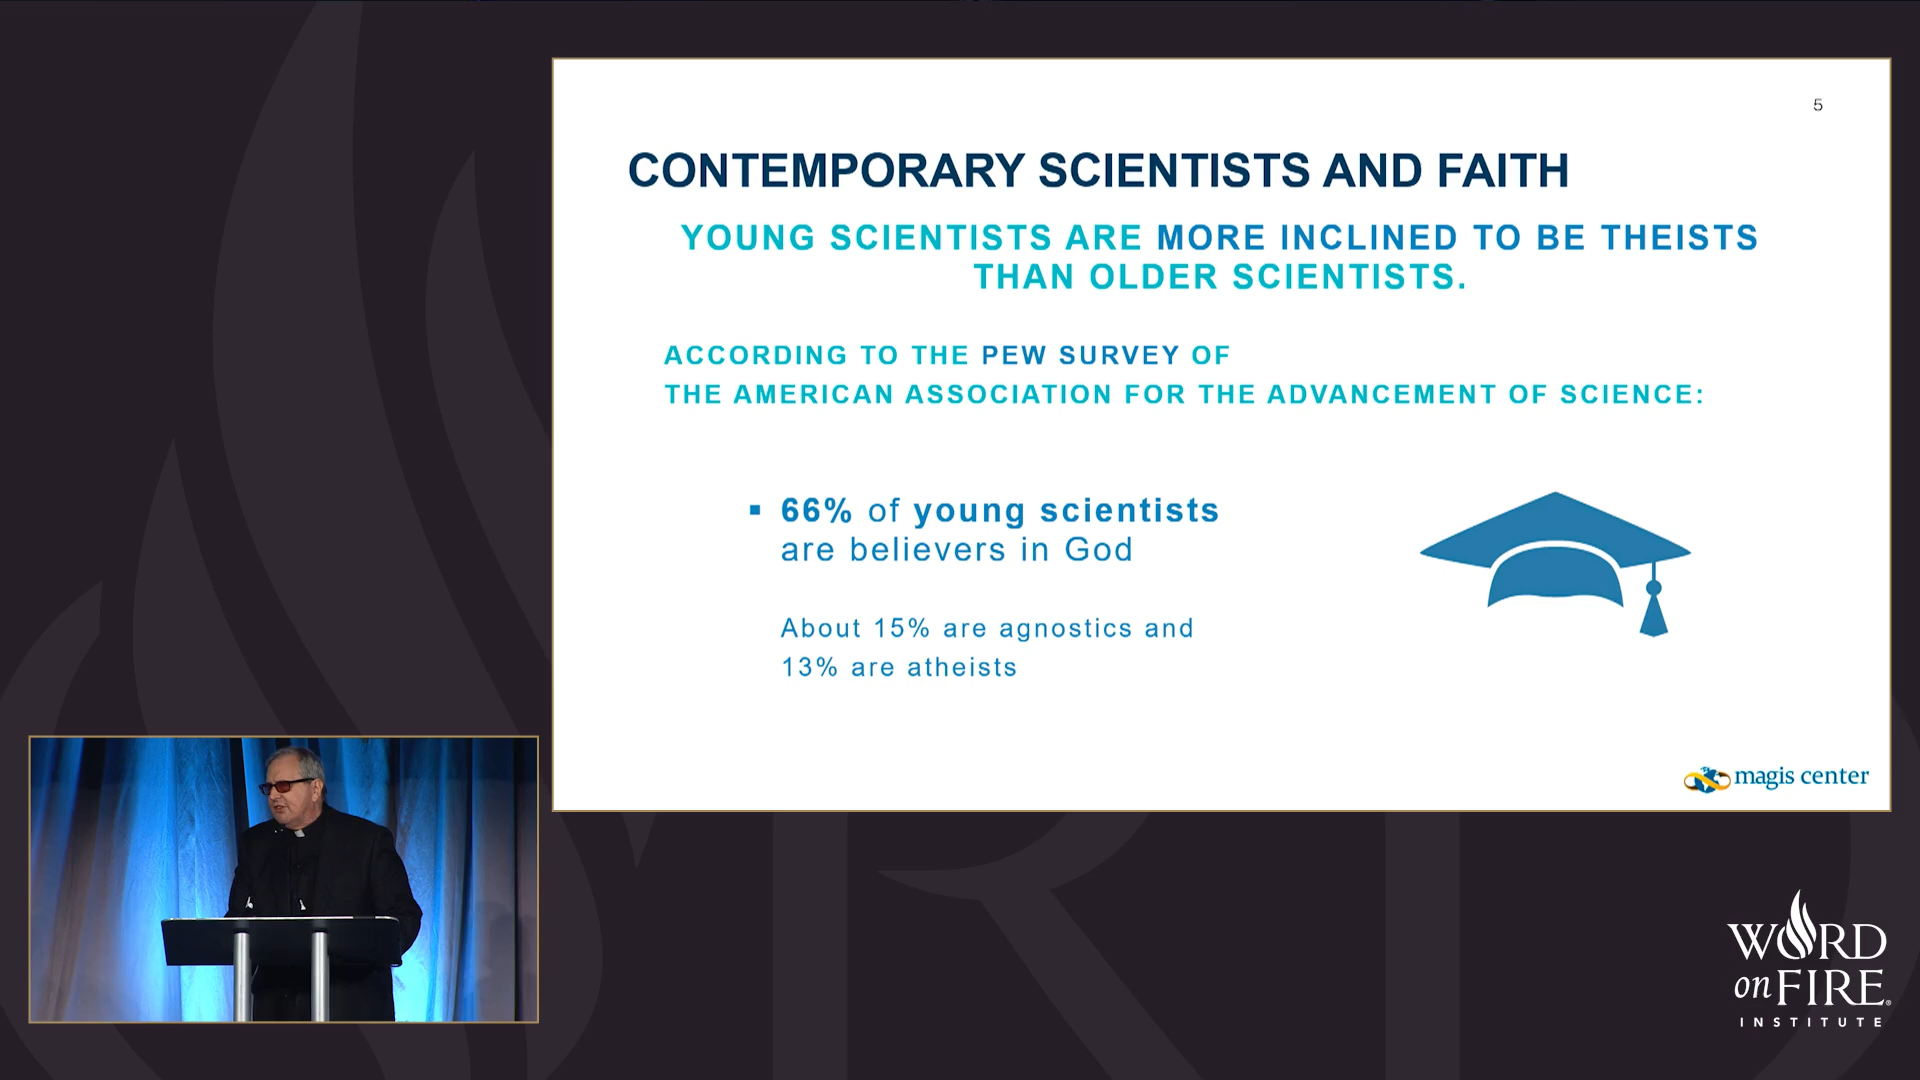 5
CONTEMPORARY SCIENTISTS AND FAITH
YOUNG SCIENTISTS ARE MORE INCLINED TO BE THEISTS
THAN OLDER SCIENTISTS.
ACCORDING TO THE PEW SURVEY OF
THE AMERICAN ASSOCIATION FOR THE ADVANCEMENT OF SCIENCE:
▪ 66% of young scientists
are believers in God
About 15% are agnostics and
13% are atheists
magis center
WORD
on FIRE®
INSTITUTE